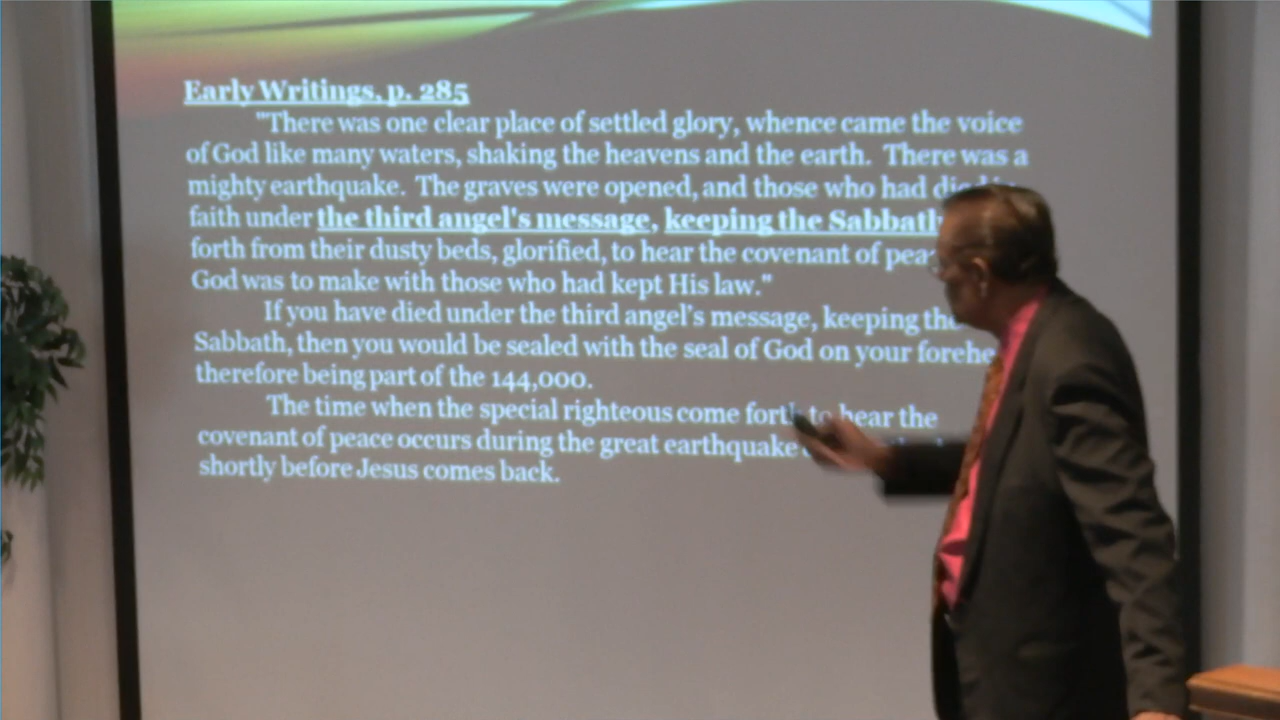 Early Writings, p. 285
"There was one clear place of settled glory, whence came the voice
of God like many waters, shaking the heavens and the earth. There was a
mighty earthquake. The graves were opened, and those who had died
faith under the third angel's message, keeping the Sabbath
forth from their dusty beds, glorified, to hear the covenant of
God was to make with those who had kept His law."
If you have died under the third angel's message, keeping the
Sabbath, then you would be sealed with the seal of God on your
therefore being part of the 144,000.
The time when the special righteous come forth to hear the
covenant of peace occurs during the great earthquake
shortly before Jesus comes back.